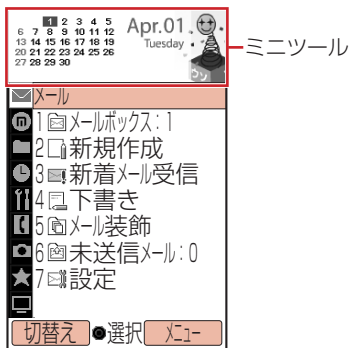 1 2 3 4 5
6 7 8 9 10 11 12
13 14 15 16 17 18 19
20 21 22 23 24 25 26
27 28 29 30
Apr.01
Tuesday
ウソ
ミニツール
メール
1 メールボックス:1
2 新規作成
3 新着メール受信
4 下書き
5 メール装飾
6 未送信メール:0
7 設定
切替え 選択 メニュー